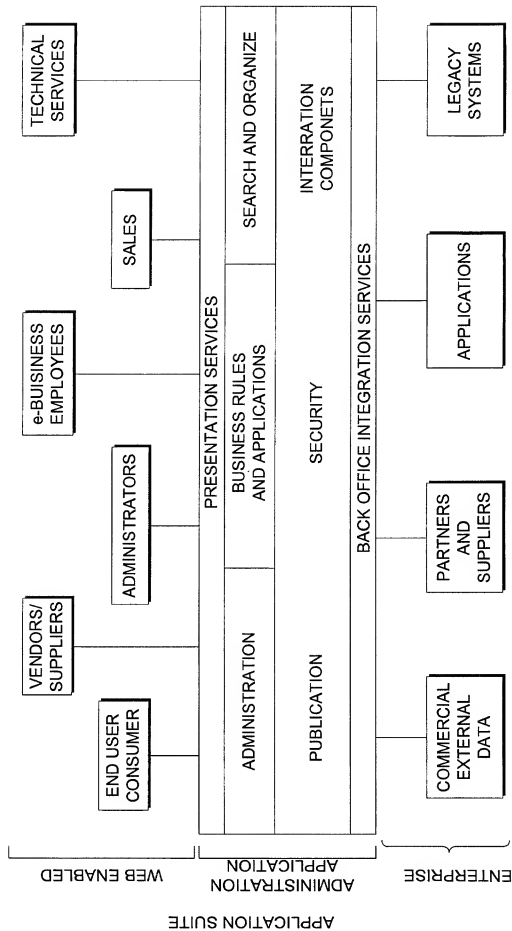 APPLICATION SUITE
WEB ENABLED
END USER
CONSUMER
VENDORS/
SUPPLIERS
ADMINISTRATORS
e-BUISINESS
EMPLOYEES
SALES
TECHNICAL
SERVICES
ADMINISTRATION
APPLICATION
PRESENTATION SERVICES
ADMINISTRATION
BUSINESS RULES
AND APPLICATIONS
SEARCH AND ORGANIZE
PUBLICATION
SECURITY
INTERRATION
COMPONETS
BACK OFFICE INTEGRATION SERVICES
ENTERPRISE
COMMERCIAL
EXTERNAL
DATA
PARTNERS
AND
SUPPLIERS
APPLICATIONS
LEGACY
SYSTEMS